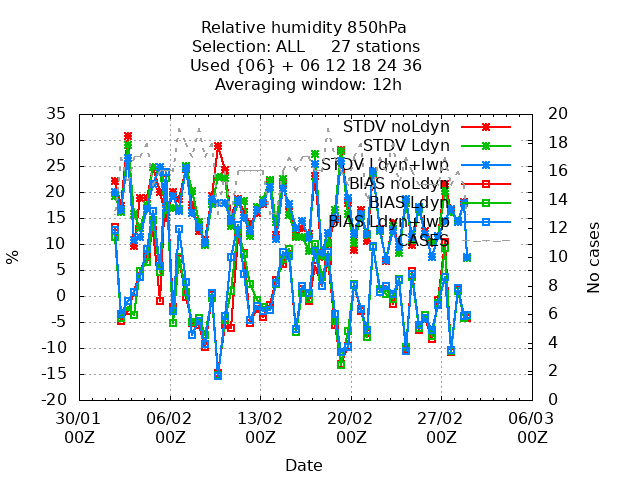 Relative humidity 850hPa
Selection: ALL 27 stations
Used {06} + 06 12 18 24 36
Averaging window: 12h
35
30
25
20
15
10
5
0
-5
-10
-15
-20
%
20
18
16
14
12
10
8
6
4
2
0
No cases
STDV noLdyn
STDV Ldyn
STDV Ldyn+lwp
BIAS noLdyn
BIAS Ldyn
BIAS Ldyn+lwp
CASES
30/01 06/02 13/02 20/02 27/02 06/03
00Z 00Z 00Z 00Z 00Z 00Z
Date